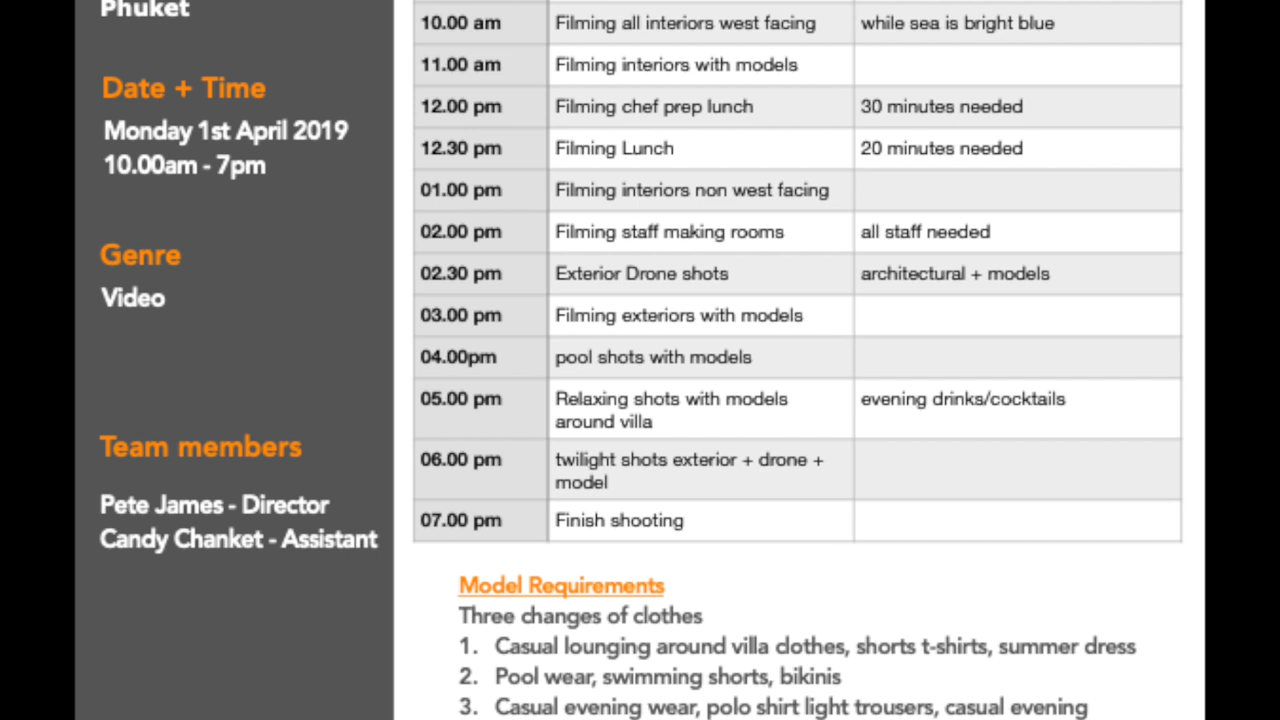 Phuket
Date + Time
Monday 1st April 2019
10.00am - 7pm
Genre
Video
Team members
Pete James - Director
Candy Chanket - Assistant
10.00 am Filming all interiors west facing while sea is bright blue
11.00 am Filming interiors with models
12.00 pm Filming chef prep lunch 30 minutes needed
12.30 pm Filming Lunch 20 minutes needed
01.00 pm Filming interiors non west facing
02.00 pm Filming staff making rooms all staff needed
02.30 pm Exterior Drone shots architectural + models
03.00 pm Filming exteriors with models
04.00pm pool shots with models
05.00 pm Relaxing shots with models evening drinks/cocktails
around villa
06.00 pm twilight shots exterior + drone +
model
07.00 pm Finish shooting
Model Requirements
Three changes of clothes
1. Casual lounging around villa clothes, shorts t-shirts, summer dress
2. Pool wear, swimming shorts, bikinis
3. Casual evening wear, polo shirt light trousers, casual evening